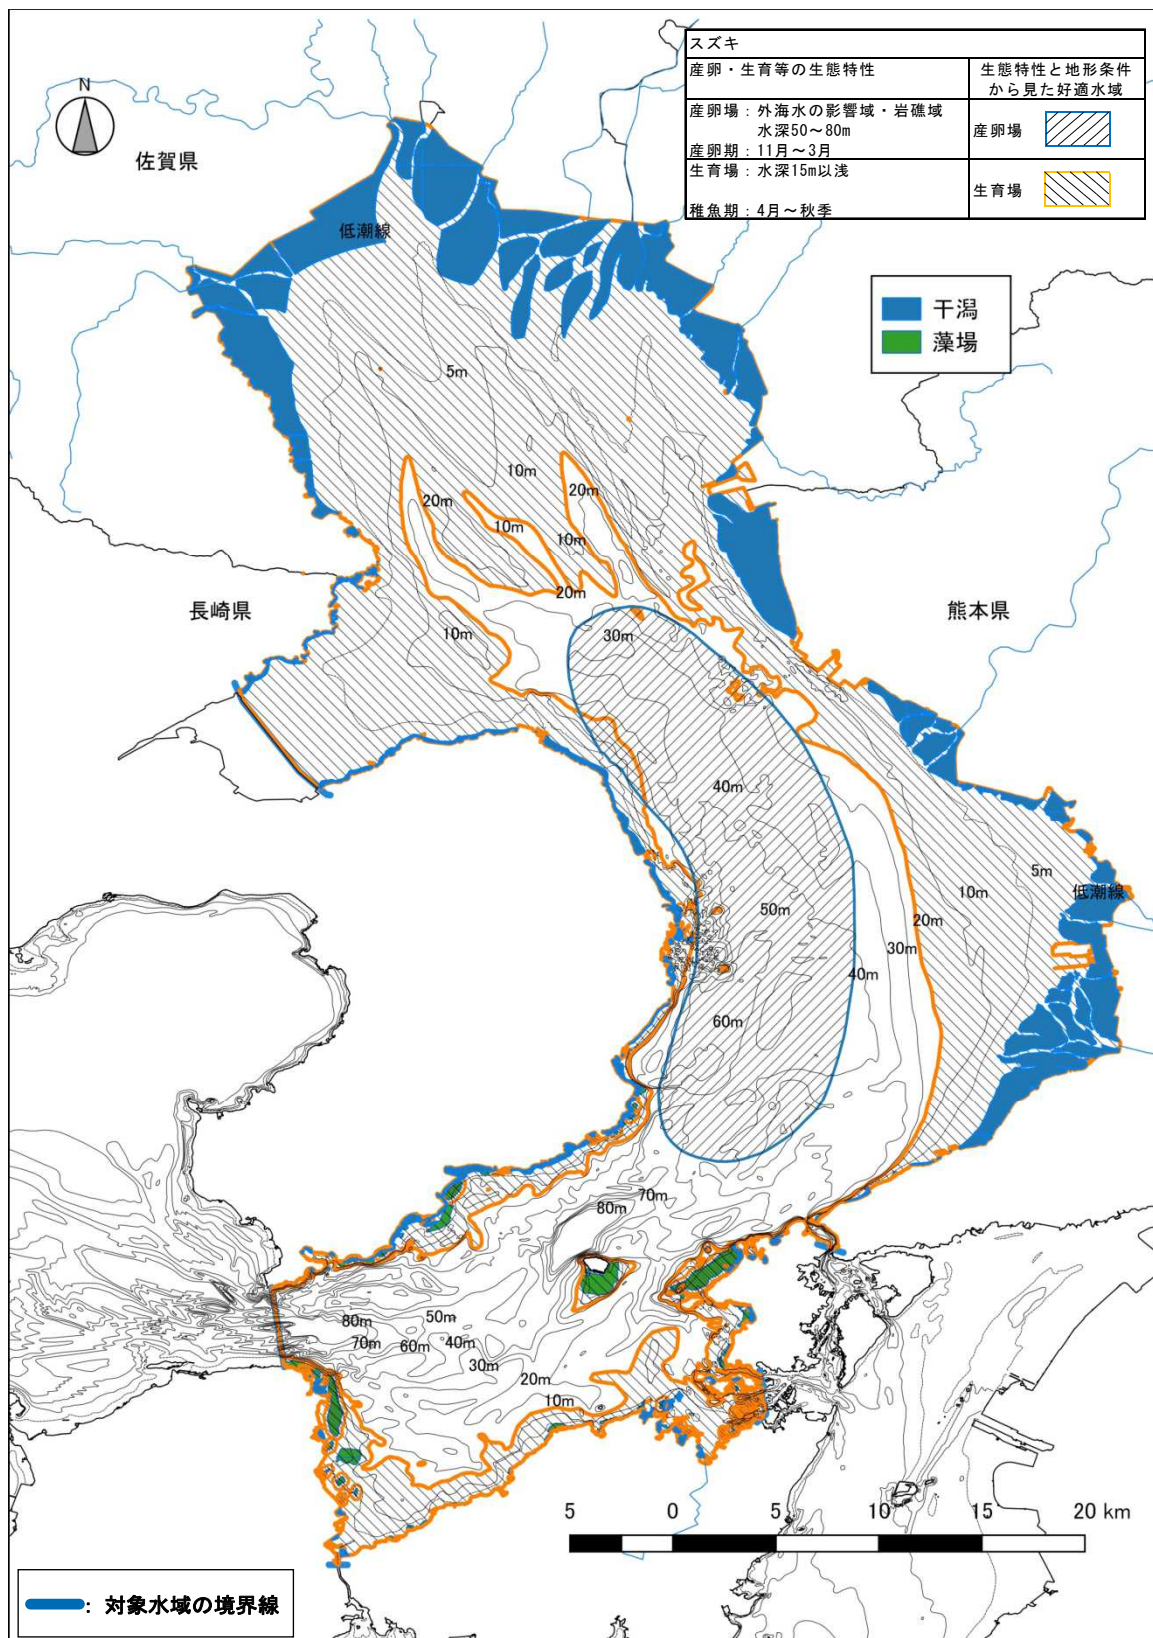 スズキ
産卵・生育等の生態特性
生態特性と地形条件
から見た好適水域
産卵場：外海水の影響域・岩礁域
水深50～80m
産卵期：11月～3月
産卵場
生育場：水深15m以浅
稚魚期：4月～秋季
生育場
N
佐賀県
低潮線
干潟
藻場
5m
10m
20m
20m
10m
10m
20m
長崎県
熊本県
30m
10m
40m
5m
低潮線
10m
50m
20m
30m
40m
60m
70m
80m
50m
80m
70m
60m
40m
30m
20m
10m
5
0
5
10
15
20 km
：対象水域の境界線